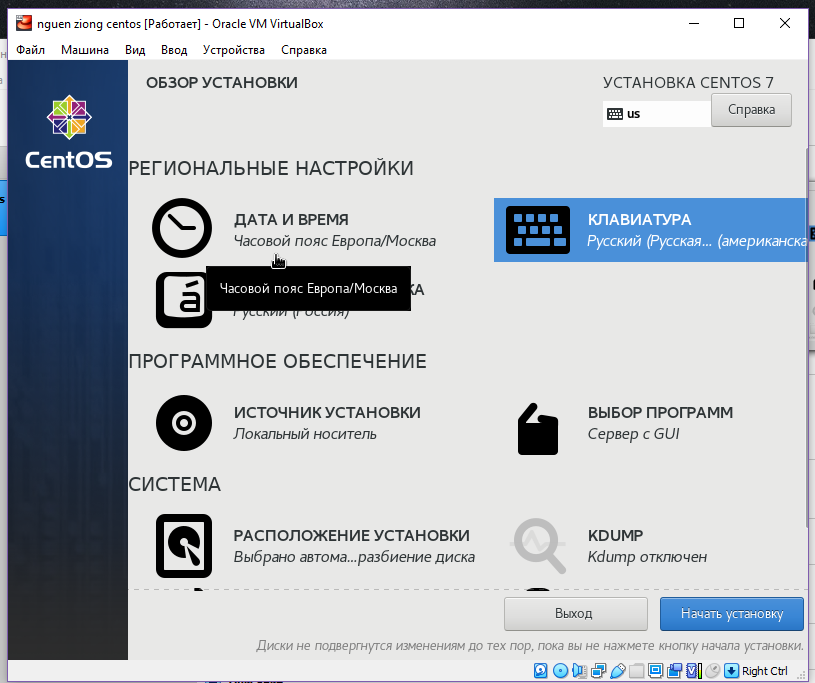 nguen ziong centos [Работает] - Oracle VM VirtualBox
Файл Машина Вид Ввод Устройства Справка
CentOS
ОБЗОР УСТАНОВКИ
УСТАНОВКА CENTOS 7
us
Справка
РЕГИОНАЛЬНЫЕ НАСТРОЙКИ
ДАТА И ВРЕМЯ
Часовой пояс Европа/Москва
КЛАВИАТУРА
Русский (Русская... (американска
á
Часовой пояс Европа/Москва
КА
Русский (Россия)
ПРОГРАММНОЕ ОБЕСПЕЧЕНИЕ
ИСТОЧНИК УСТАНОВКИ
Локальный носитель
ВЫБОР ПРОГРАММ
Сервер с GUI
СИСТЕМА
РАСПОЛОЖЕНИЕ УСТАНОВКИ
Выбрано автома...разбиение диска
KDUMP
Kdump отключен
Выход
Начать установку
Диски не подвергнутся изменениям до тех пор, пока вы не нажмете кнопку начала установки.
Right Ctrl